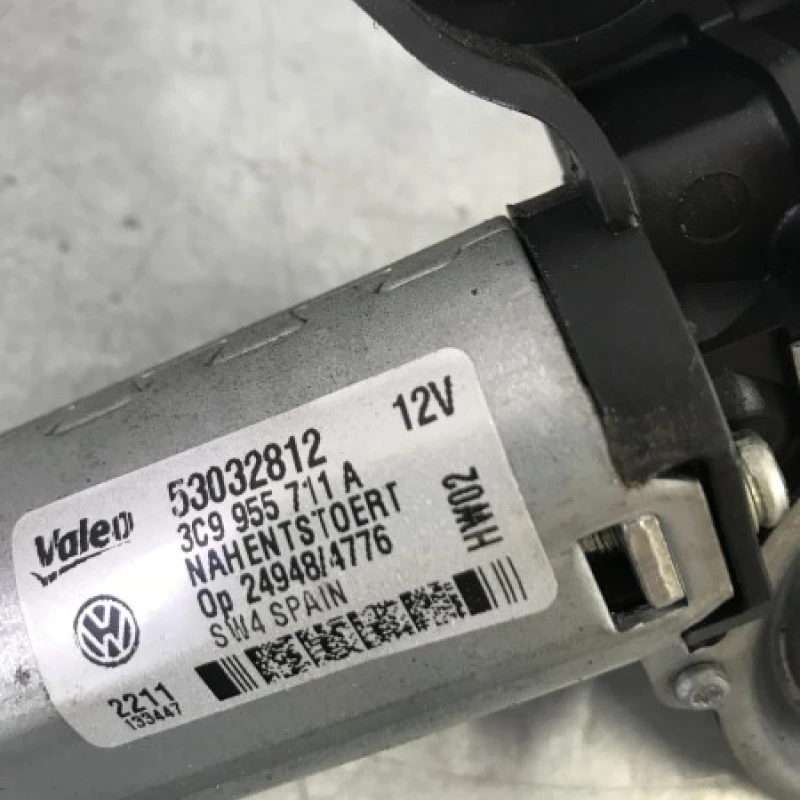 Valeo
53032812
12V
3C9 955 711 A
NAHENTSTOERT
Op 24948/4776
HW02
SW4 SPAIN
2211
133447